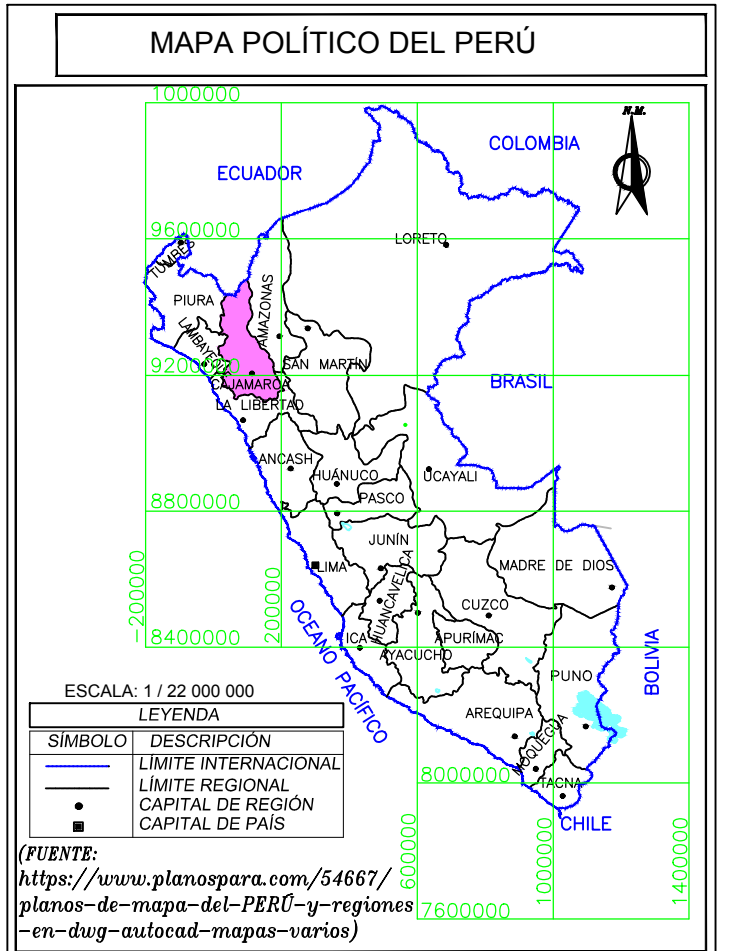 MAPA POLÍTICO DEL PERÚ
1000000
N.M.
COLOMBIA
ECUADOR
9600000
LORETO
TUMBES
PIURA
AMAZONAS
LAMBAYEQUE
SAN MARTÍN
9200000
CAJAMARCA
BRASIL
LA LIBERTAD
ANCASH
HUÁNUCO
UCAYALI
PASCO
8800000
JUNÍN
LIMA
MADRE DE DIOS
HUANCAVELICA
CUZCO
-200000
200000
OCEANO PACÍFICO
ICA
APURÍMAC
8400000
AYACUCHO
PUNO
BOLIVIA
AREQUIPA
MOQUEGUA
8000000
TACNA
CHILE
600000
1000000
1400000
7600000
ESCALA: 1 / 22 000 000
LEYENDA
SÍMBOLO DESCRIPCIÓN
LÍMITE INTERNACIONAL
LÍMITE REGIONAL
CAPITAL DE REGIÓN
CAPITAL DE PAÍS
(FUENTE:
https://www.planospara.com/54667/
planos-de-mapa-del-PERÚ-y-regiones
-en-dwg-autocad-mapas-varios)